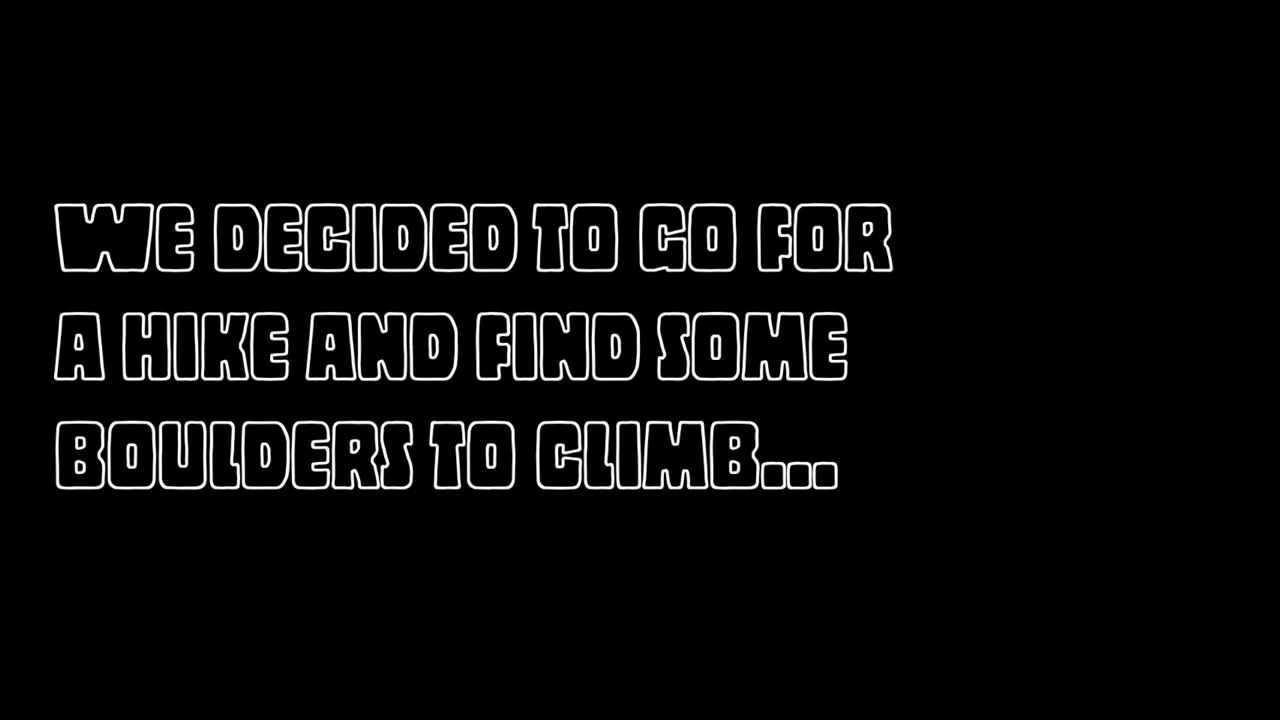 WE DECIDED TO GO FOR
A HIKE AND FIND SOME
BOULDERS TO CLIMB...